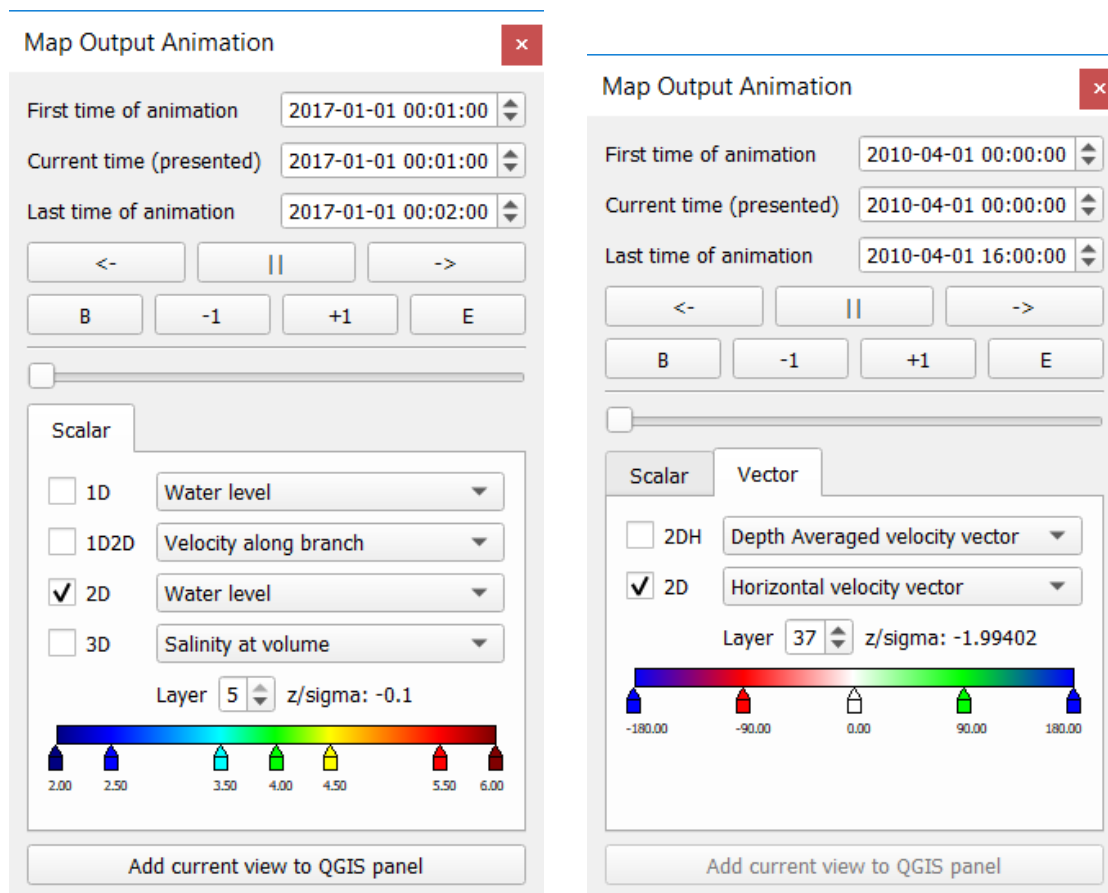 Map Output Animation
×
First time of animation 2017-01-01 00:01:00
Current time (presented) 2017-01-01 00:01:00
Last time of animation 2017-01-01 00:02:00
<- || ->
B -1 +1 E
Scalar
1D Water level
1D2D Velocity along branch
2D Water level
3D Salinity at volume
Layer 5 z/sigma: -0.1
2.00 2.50 3.50 4.00 4.50 5.50 6.00
Add current view to QGIS panel
Map Output Animation
×
First time of animation 2010-04-01 00:00:00
Current time (presented) 2010-04-01 00:00:00
Last time of animation 2010-04-01 16:00:00
<- || ->
B -1 +1 E
Scalar Vector
2DH Depth Averaged velocity vector
2D Horizontal velocity vector
Layer 37 z/sigma: -1.99402
-180.00 -90.00 0.00 90.00 180.00
Add current view to QGIS panel